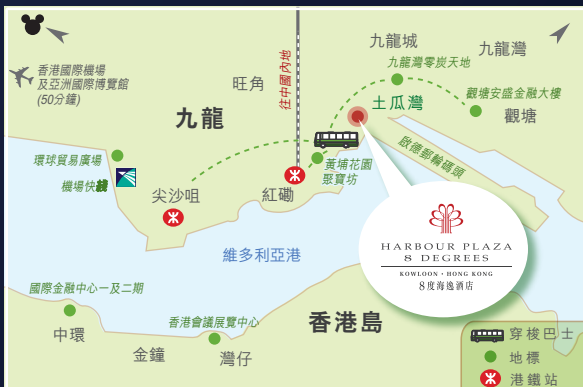 香港國際機場
及亞洲國際博覽館
(50分鐘)
往中國內地
九龍城
九龍灣
九龍灣零炭天地
旺角
土瓜灣
觀塘安盛金融大樓
觀塘
九龍
啟德郵輪碼頭
環球貿易廣場
機場快綫
黃埔花園
聚寶坊
尖沙咀
紅磡
HARBOUR PLAZA
8 DEGREES
KOWLOON · HONG KONG
8度海逸酒店
維多利亞港
國際金融中心一及二期
香港會議展覽中心
香港島
中環
金鐘
灣仔
穿梭巴士
地標
港鐵站